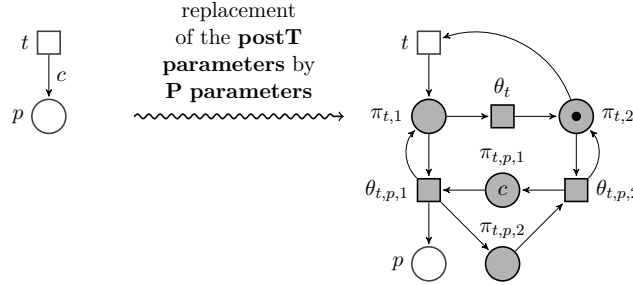 replacement
of the postT
parameters by
P parameters
t
c
p
t
θ_t
π_{t,1}
π_{t,2}
π_{t,p,1}
θ_{t,p,1}
c
θ_{t,p,2}
π_{t,p,2}
p